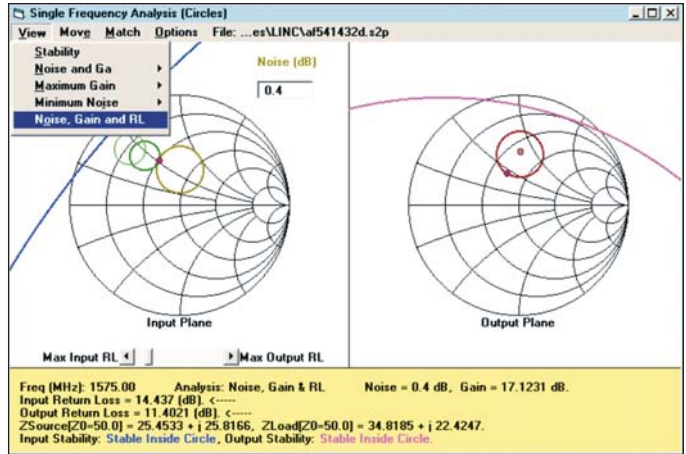 Single Frequency Analysis (Circles)
View Move Match Options File: ...es\LINC\af541432d.s2p
Stability
Noise and Ga
Maximum Gain
Minimum Noise
Noise, Gain and RL
Noise (dB)
0.4
Input Plane
Output Plane
Max Input RL
Max Output RL
Freq (MHz): 1575.00 Analysis: Noise, Gain & RL Noise = 0.4 dB, Gain = 17.1231 dB.
Input Return Loss = 14.437 (dB). <-----
Output Return Loss = 11.4021 (dB). <-----
ZSource[Z0=50.0] = 25.4533 + j 25.8166, ZLoad[Z0=50.0] = 34.8185 + j 22.4247.
Input Stability: Stable Inside Circle, Output Stability: Stable Inside Circle.